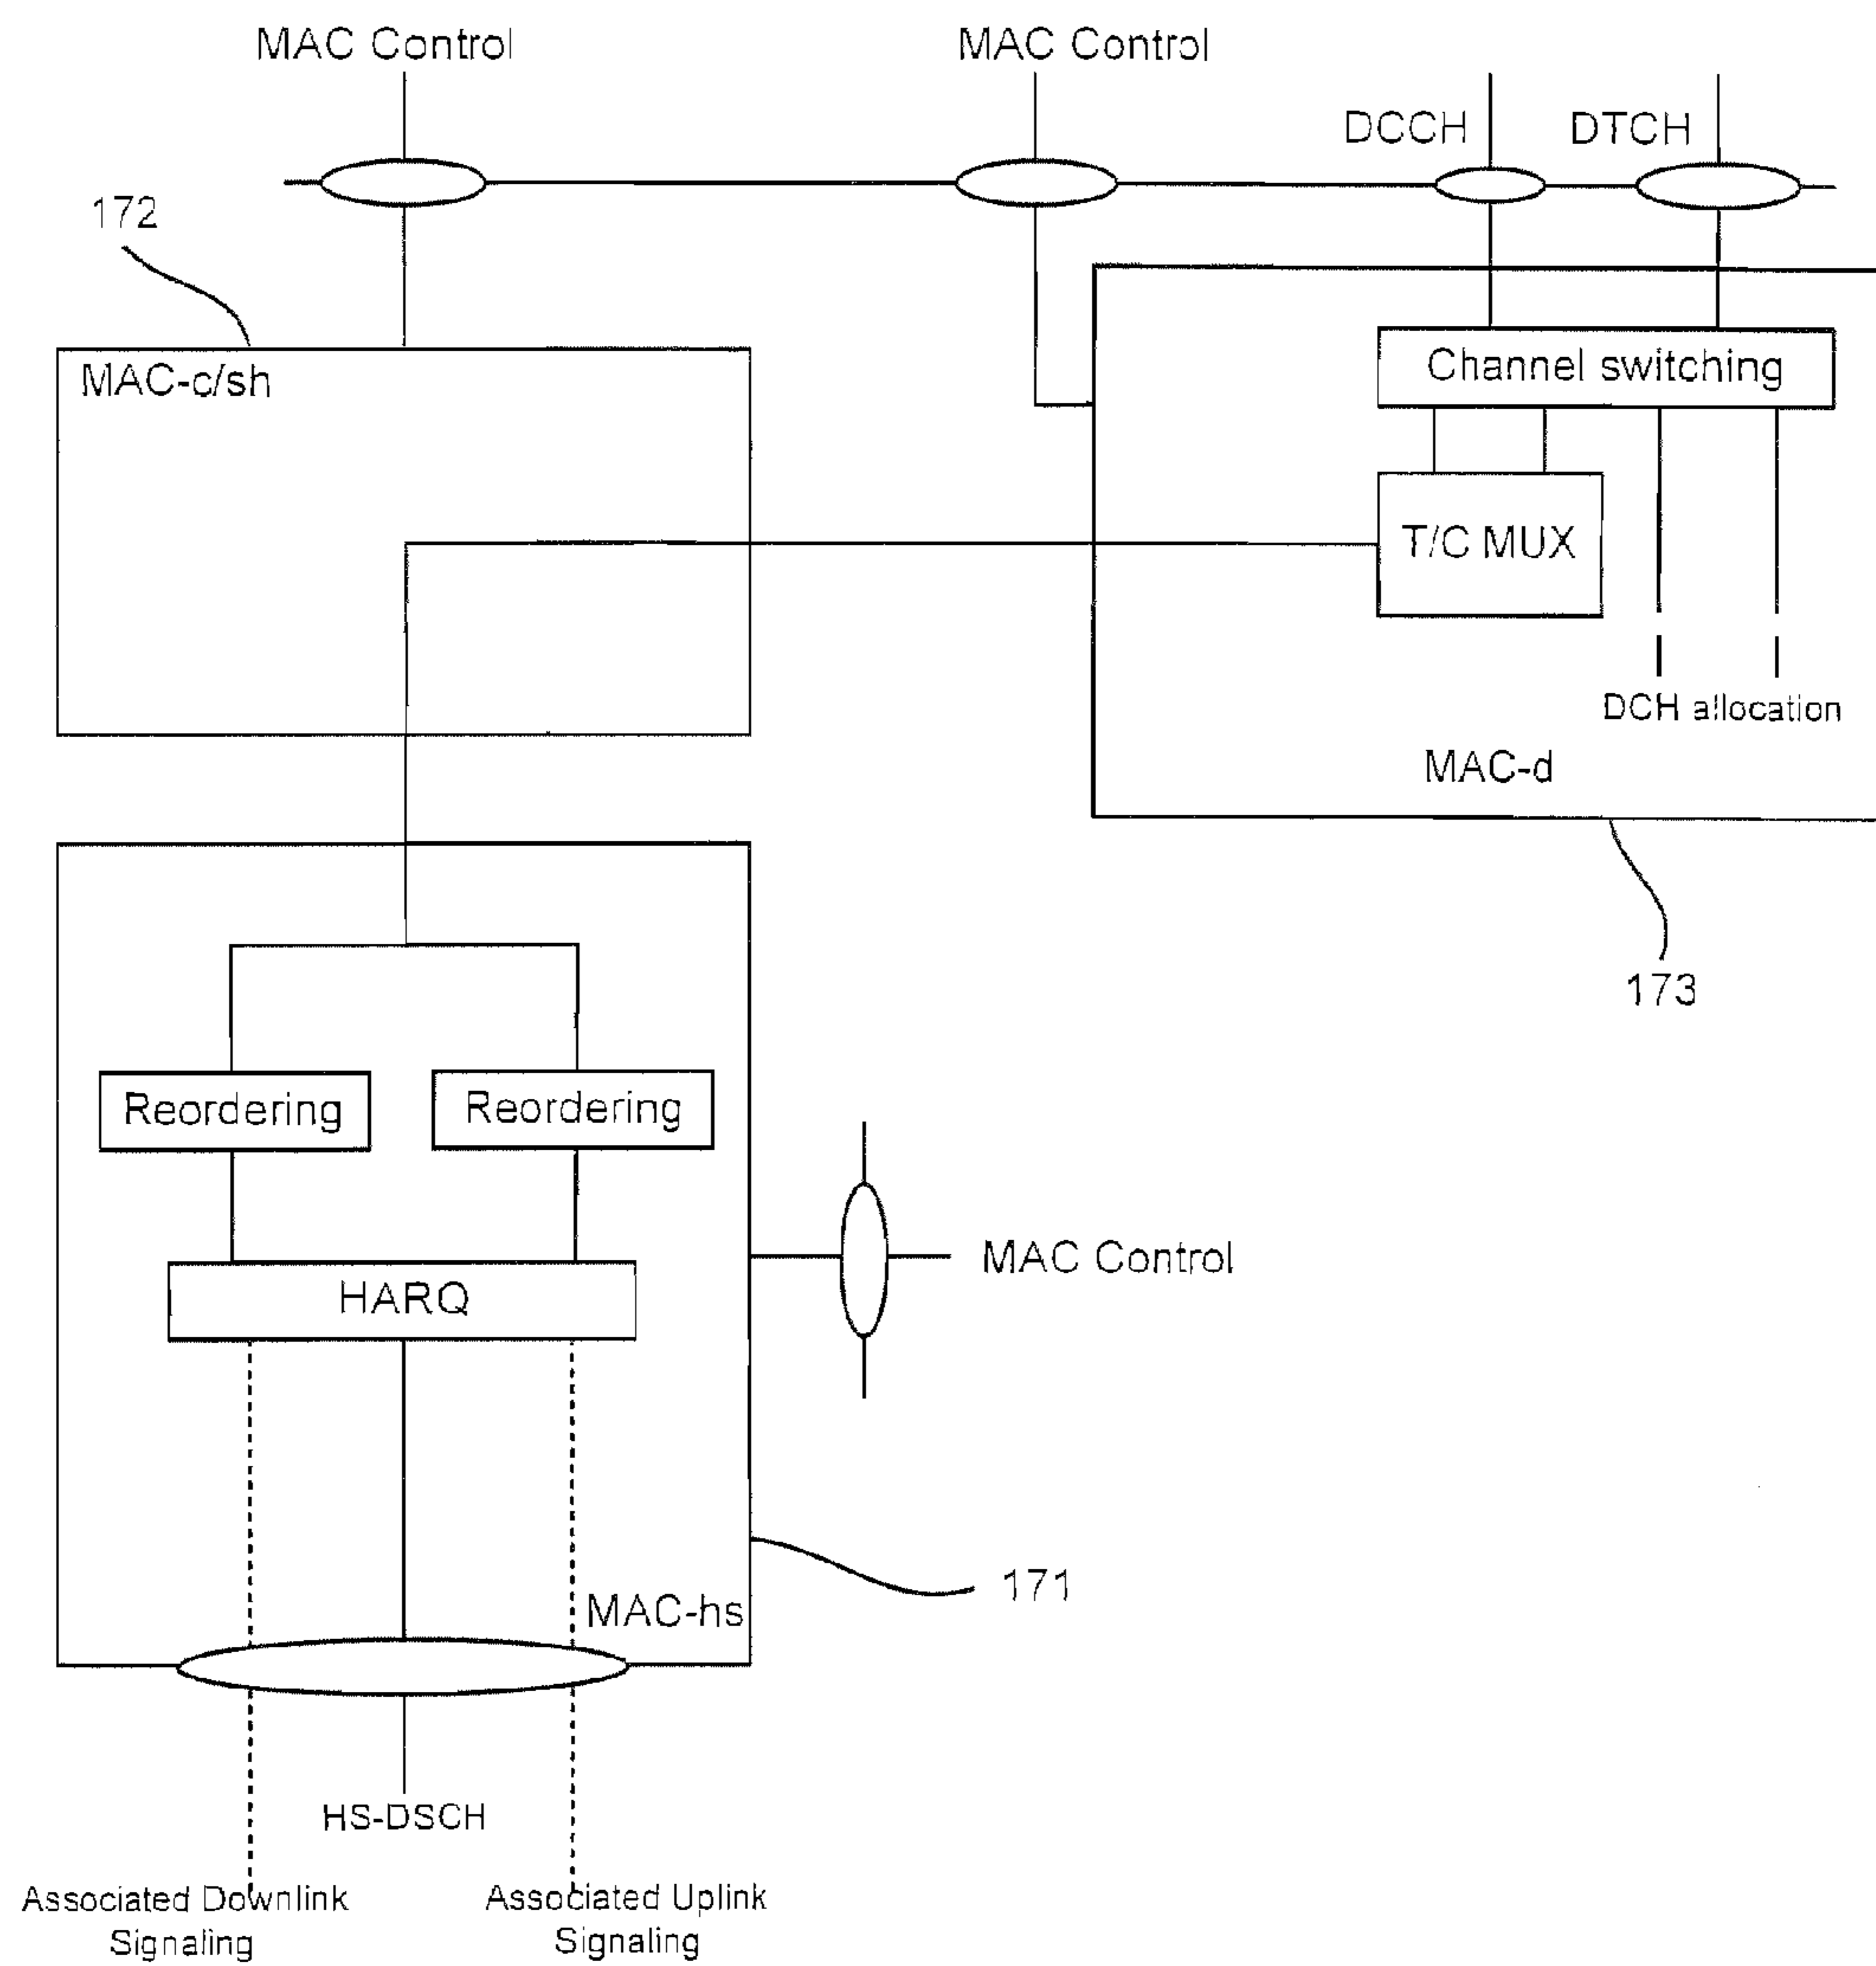 MAC Control
MAC Control
DCCH
DTCH
172
MAC-c/sh
Channel switching
T/C MUX
DCH allocation
MAC-d
173
Reordering
Reordering
HARQ
MAC Control
MAC-hs
171
HS-DSCH
Associated Downlink
Signaling
Associated Uplink
Signaling